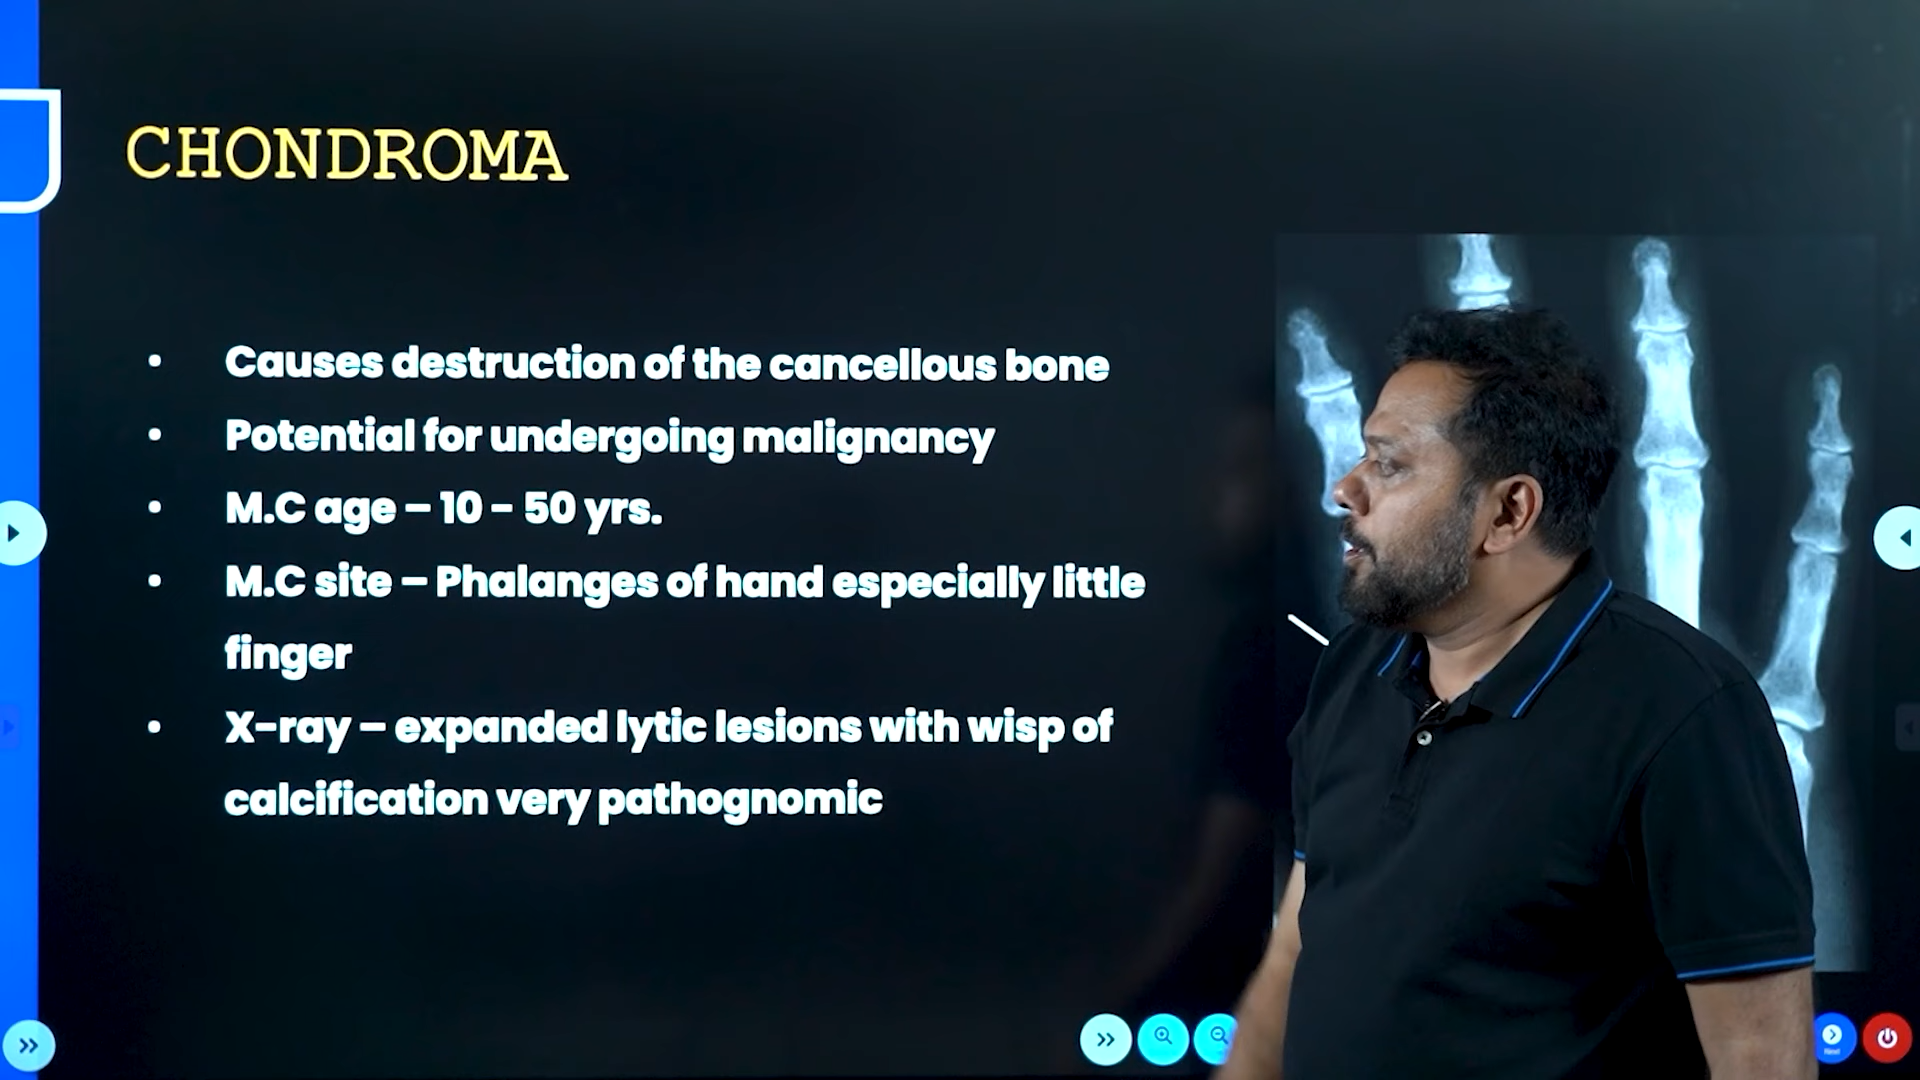 CHONDROMA
• Causes destruction of the cancellous bone
• Potential for undergoing malignancy
• M.C age – 10 – 50 yrs.
• M.C site – Phalanges of hand especially little
finger
• X-ray – expanded lytic lesions with wisp of
calcification very pathognomic
Next